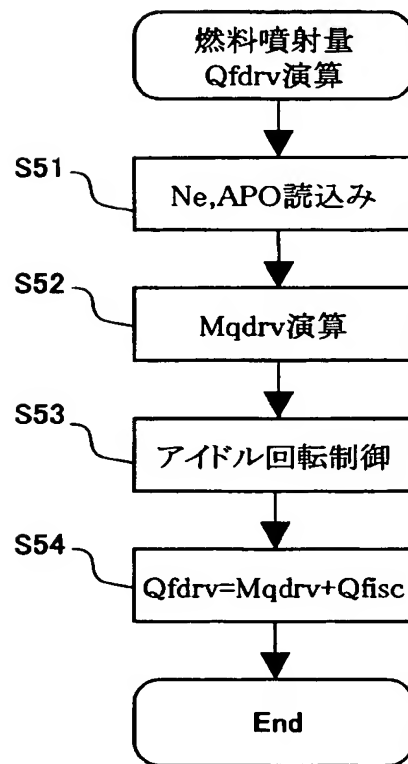 燃料噴射量
Qfdrv演算
S51
Ne,APO読込み
S52
Mqdrv演算
S53
アイドル回転制御
S54
Qfdrv=Mqdrv+Qfisc
End